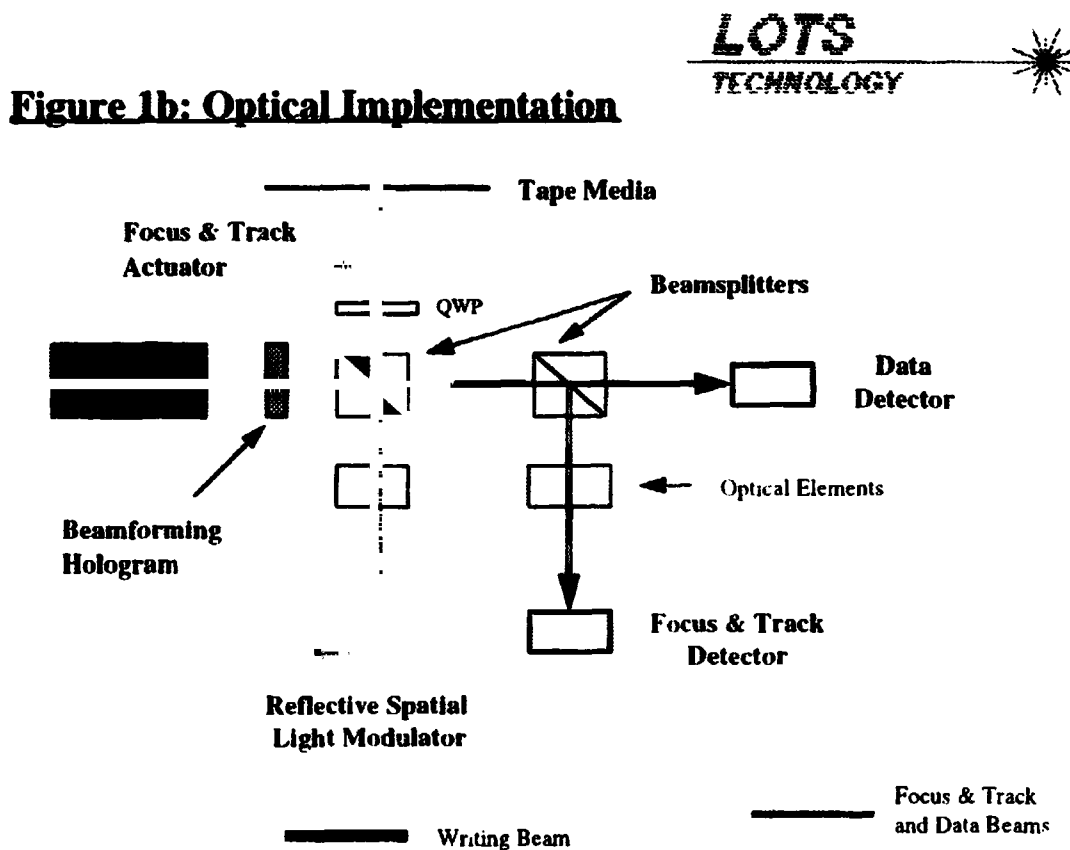 LOTS
TECHNOLOGY
Figure 1b: Optical Implementation
Tape Media
Focus & Track
Actuator
QWP
Beamsplitters
Data
Detector
Optical Elements
Beamforming
Hologram
Focus & Track
Detector
Reflective Spatial
Light Modulator
Writing Beam
Focus & Track
and Data Beams